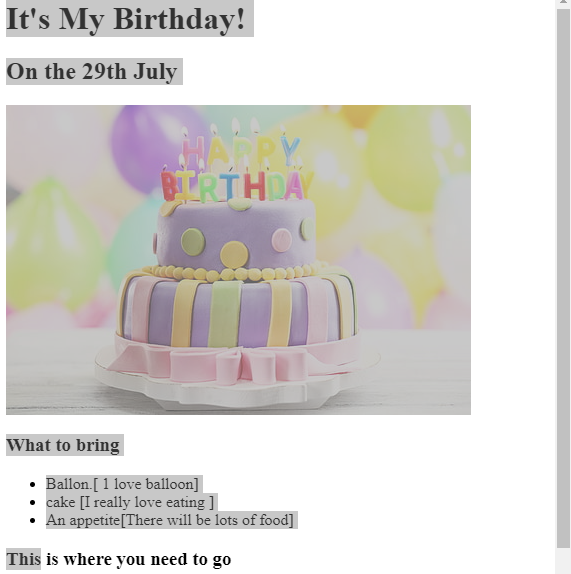 It's My Birthday!
On the 29th July
HAPPY
BIRTHDAY
What to bring
Ballon.[ 1 love balloon]
cake [I really love eating ]
An appetite[There will be lots of food]
This is where you need to go